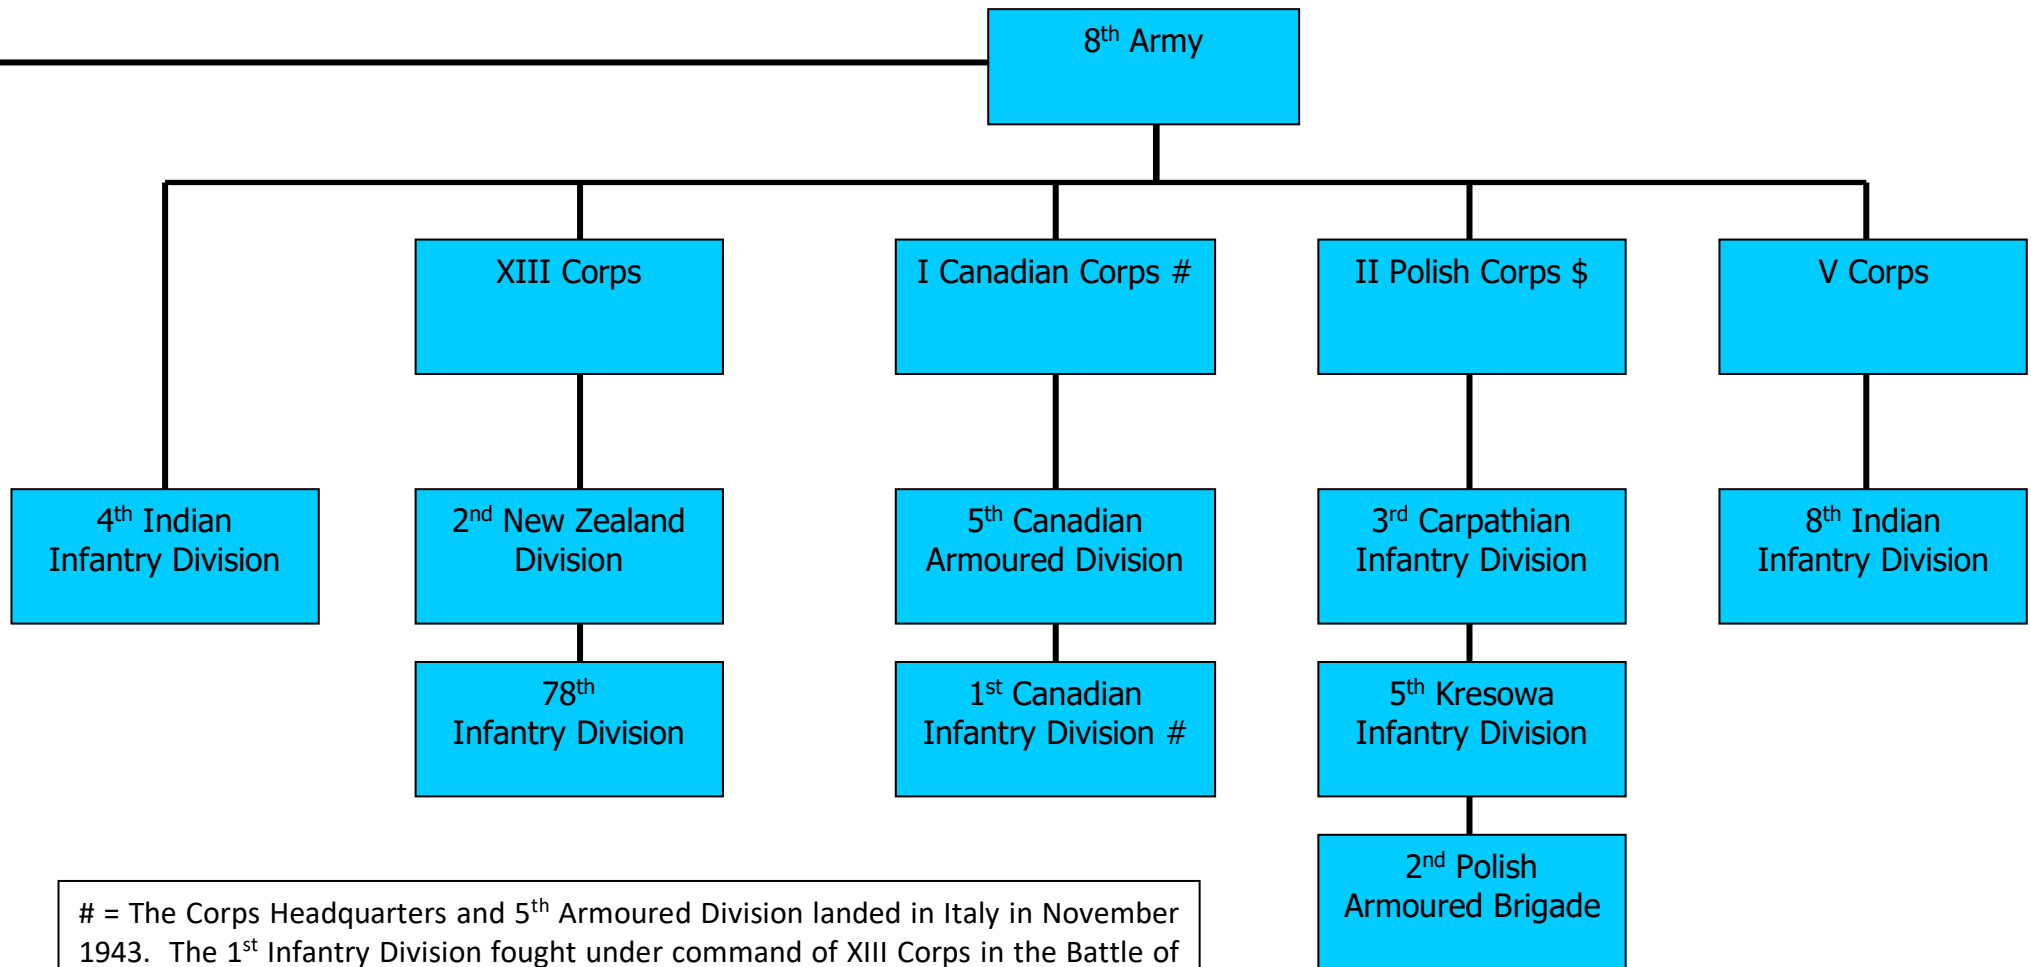 8th Army
XIII Corps
I Canadian Corps #
II Polish Corps $
V Corps
4th Indian
Infantry Division
2nd New Zealand
Division
5th Canadian
Armoured Division
3rd Carpathian
Infantry Division
8th Indian
Infantry Division
78th
Infantry Division
1st Canadian
Infantry Division #
5th Kresowa
Infantry Division
2nd Polish
Armoured Brigade
# = The Corps Headquarters and 5th Armoured Division landed in Italy in November
1943. The 1st Infantry Division fought under command of XIII Corps in the Battle of